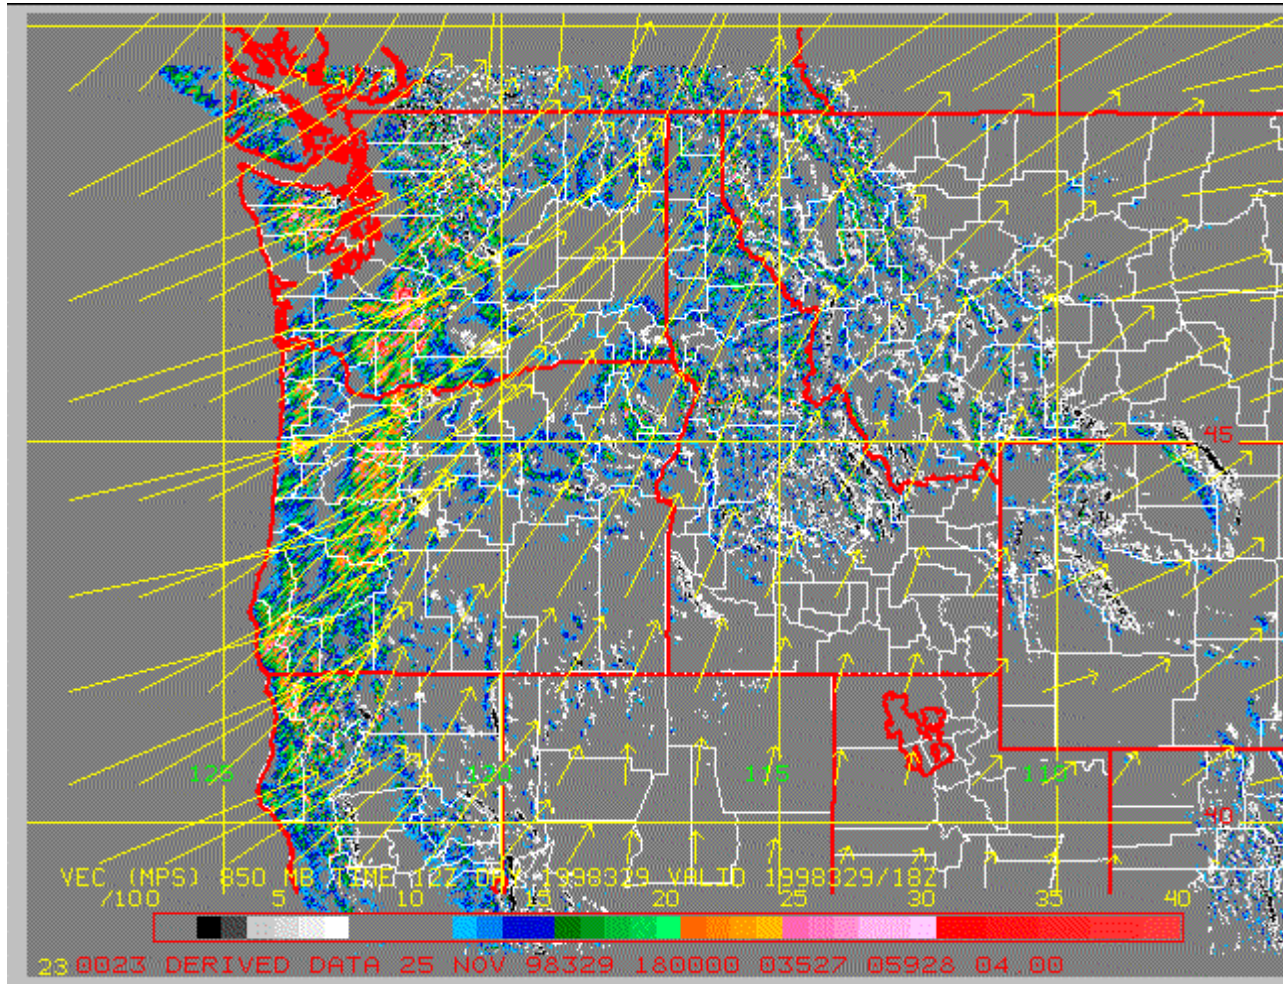 45
125 120 115 110
40
VEC (MPS) 850 MB TIME 12Z DAY 1998329 VALID 1998329/18Z
/100 5 10 15 20 25 30 35 40
23 0023 DERIVED DATA 25 NOV 98329 180000 03527 05928 04.00